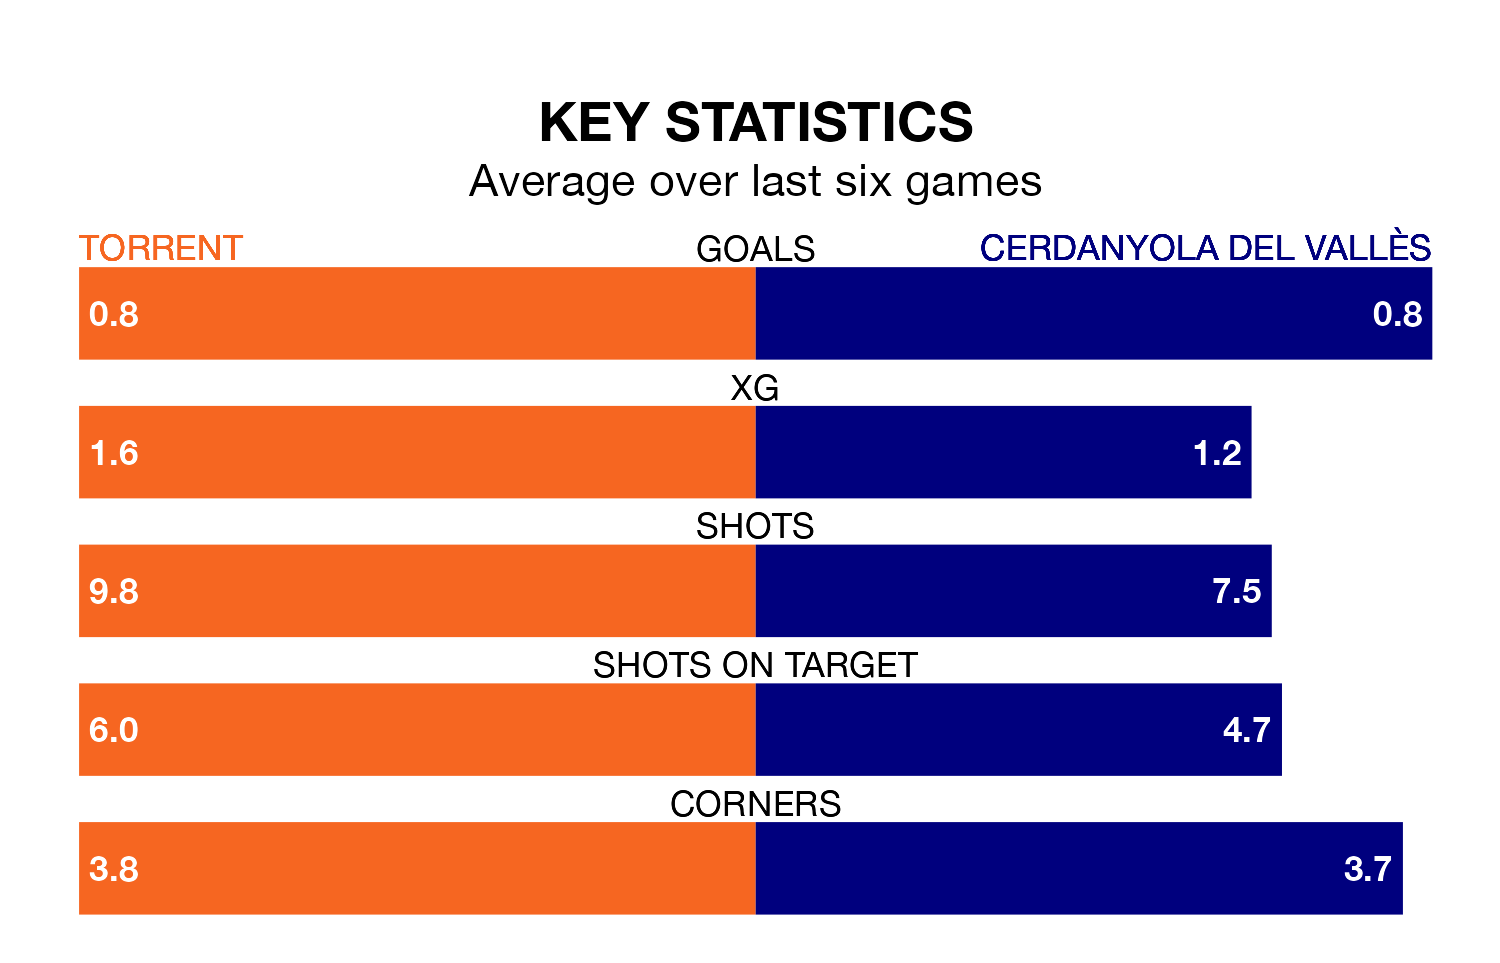 KEY STATISTICS
Average over last six games
TORRENT GOALS CERDANYOLA DEL VALLÈS
0.8 0.8
XG
1.6 1.2
SHOTS
9.8 7.5
SHOTS ON TARGET
6.0 4.7
CORNERS
3.8 3.7